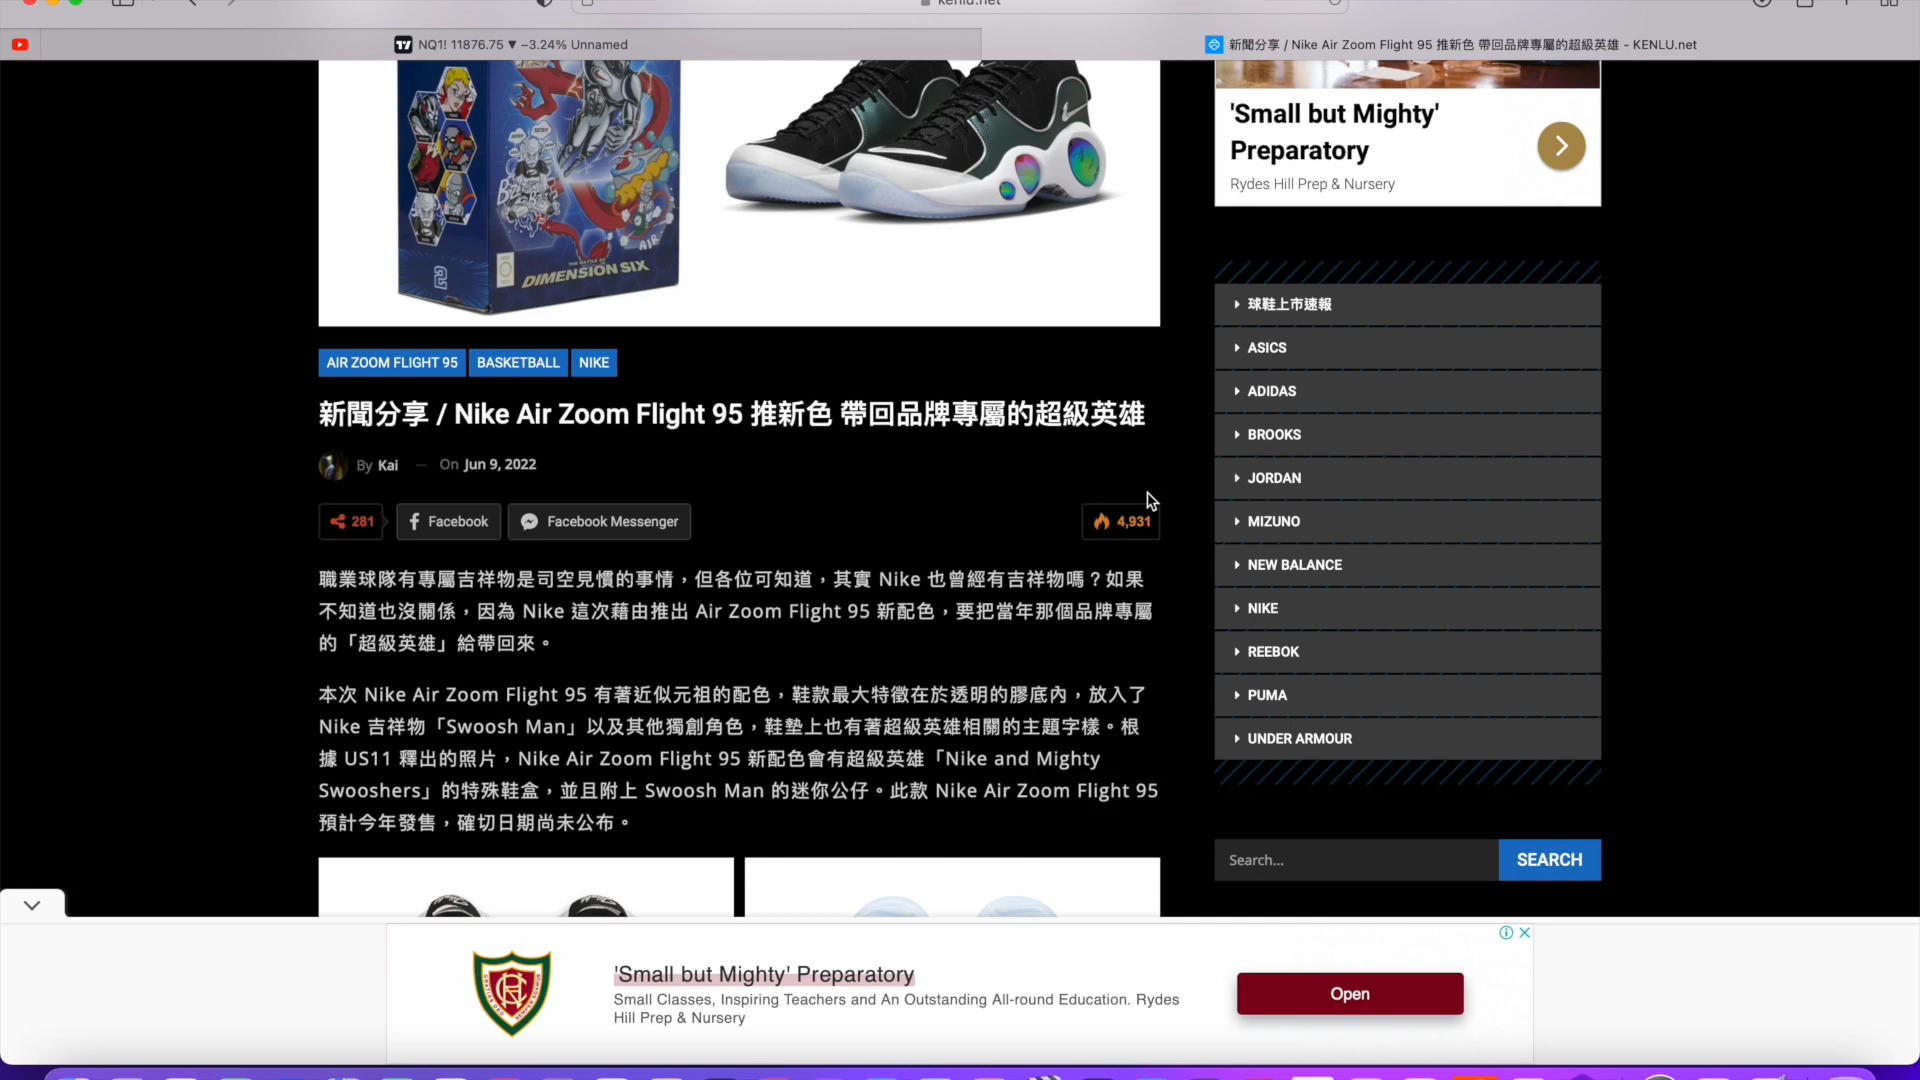 kenlu.net
NQ1! 11876.75 ▼ −3.24% Unnamed
新聞分享 / Nike Air Zoom Flight 95 推新色 帶回品牌專屬的超級英雄 - KENLU.net
DIMENSION SIX
AIR
'Small but Mighty'
Preparatory
Rydes Hill Prep & Nursery
AIR ZOOM FLIGHT 95
BASKETBALL
NIKE
新聞分享 / Nike Air Zoom Flight 95 推新色 帶回品牌專屬的超級英雄
By Kai — On Jun 9, 2022
281
Facebook
Facebook Messenger
4,931
職業球隊有專屬吉祥物是司空見慣的事情，但各位可知道，其實 Nike 也曾經有吉祥物嗎？如果
不知道也沒關係，因為 Nike 這次藉由推出 Air Zoom Flight 95 新配色，要把當年那個品牌專屬
的「超級英雄」給帶回來。
本次 Nike Air Zoom Flight 95 有著近似元祖的配色，鞋款最大特徵在於透明的膠底內，放入了
Nike 吉祥物「Swoosh Man」以及其他獨創角色，鞋墊上也有著超級英雄相關的主題字樣。根
據 US11 釋出的照片，Nike Air Zoom Flight 95 新配色會有超級英雄「Nike and Mighty
Swooshers」的特殊鞋盒，並且附上 Swoosh Man 的迷你公仔。此款 Nike Air Zoom Flight 95
預計今年發售，確切日期尚未公布。
球鞋上市速報
ASICS
ADIDAS
BROOKS
JORDAN
MIZUNO
NEW BALANCE
NIKE
REEBOK
PUMA
UNDER ARMOUR
Search...
SEARCH
'Small but Mighty' Preparatory
Small Classes, Inspiring Teachers and An Outstanding All-round Education. Rydes
Hill Prep & Nursery
Open